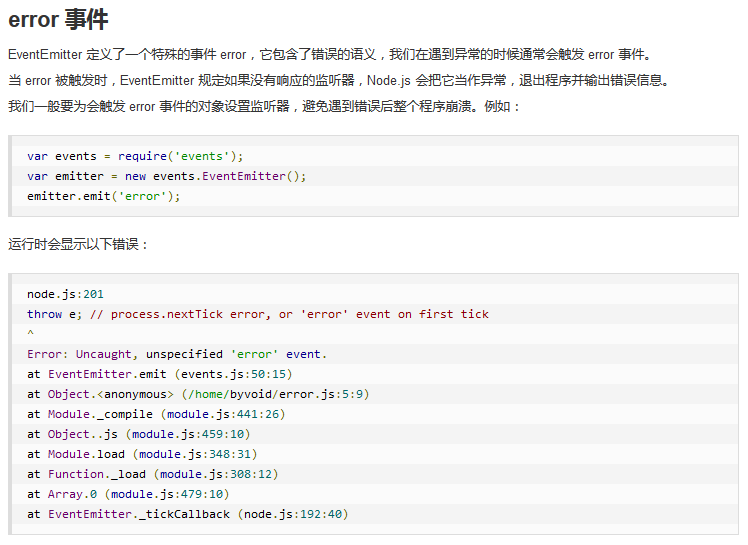 error 事件
EventEmitter 定义了一个特殊的事件 error，它包含了错误的语义，我们在遇到异常的时候通常会触发 error 事件。
当 error 被触发时，EventEmitter 规定如果没有响应的监听器，Node.js 会把它当作异常，退出程序并输出错误信息。
我们一般要为会触发 error 事件的对象设置监听器，避免遇到错误后整个程序崩溃。例如：
var events = require('events');
var emitter = new events.EventEmitter();
emitter.emit('error');
运行时会显示以下错误：
node.js:201
throw e; // process.nextTick error, or 'error' event on first tick
^
Error: Uncaught, unspecified 'error' event.
at EventEmitter.emit (events.js:50:15)
at Object.<anonymous> (/home/byvoid/error.js:5:9)
at Module._compile (module.js:441:26)
at Object..js (module.js:459:10)
at Module.load (module.js:348:31)
at Function._load (module.js:308:12)
at Array.0 (module.js:479:10)
at EventEmitter._tickCallback (node.js:192:40)